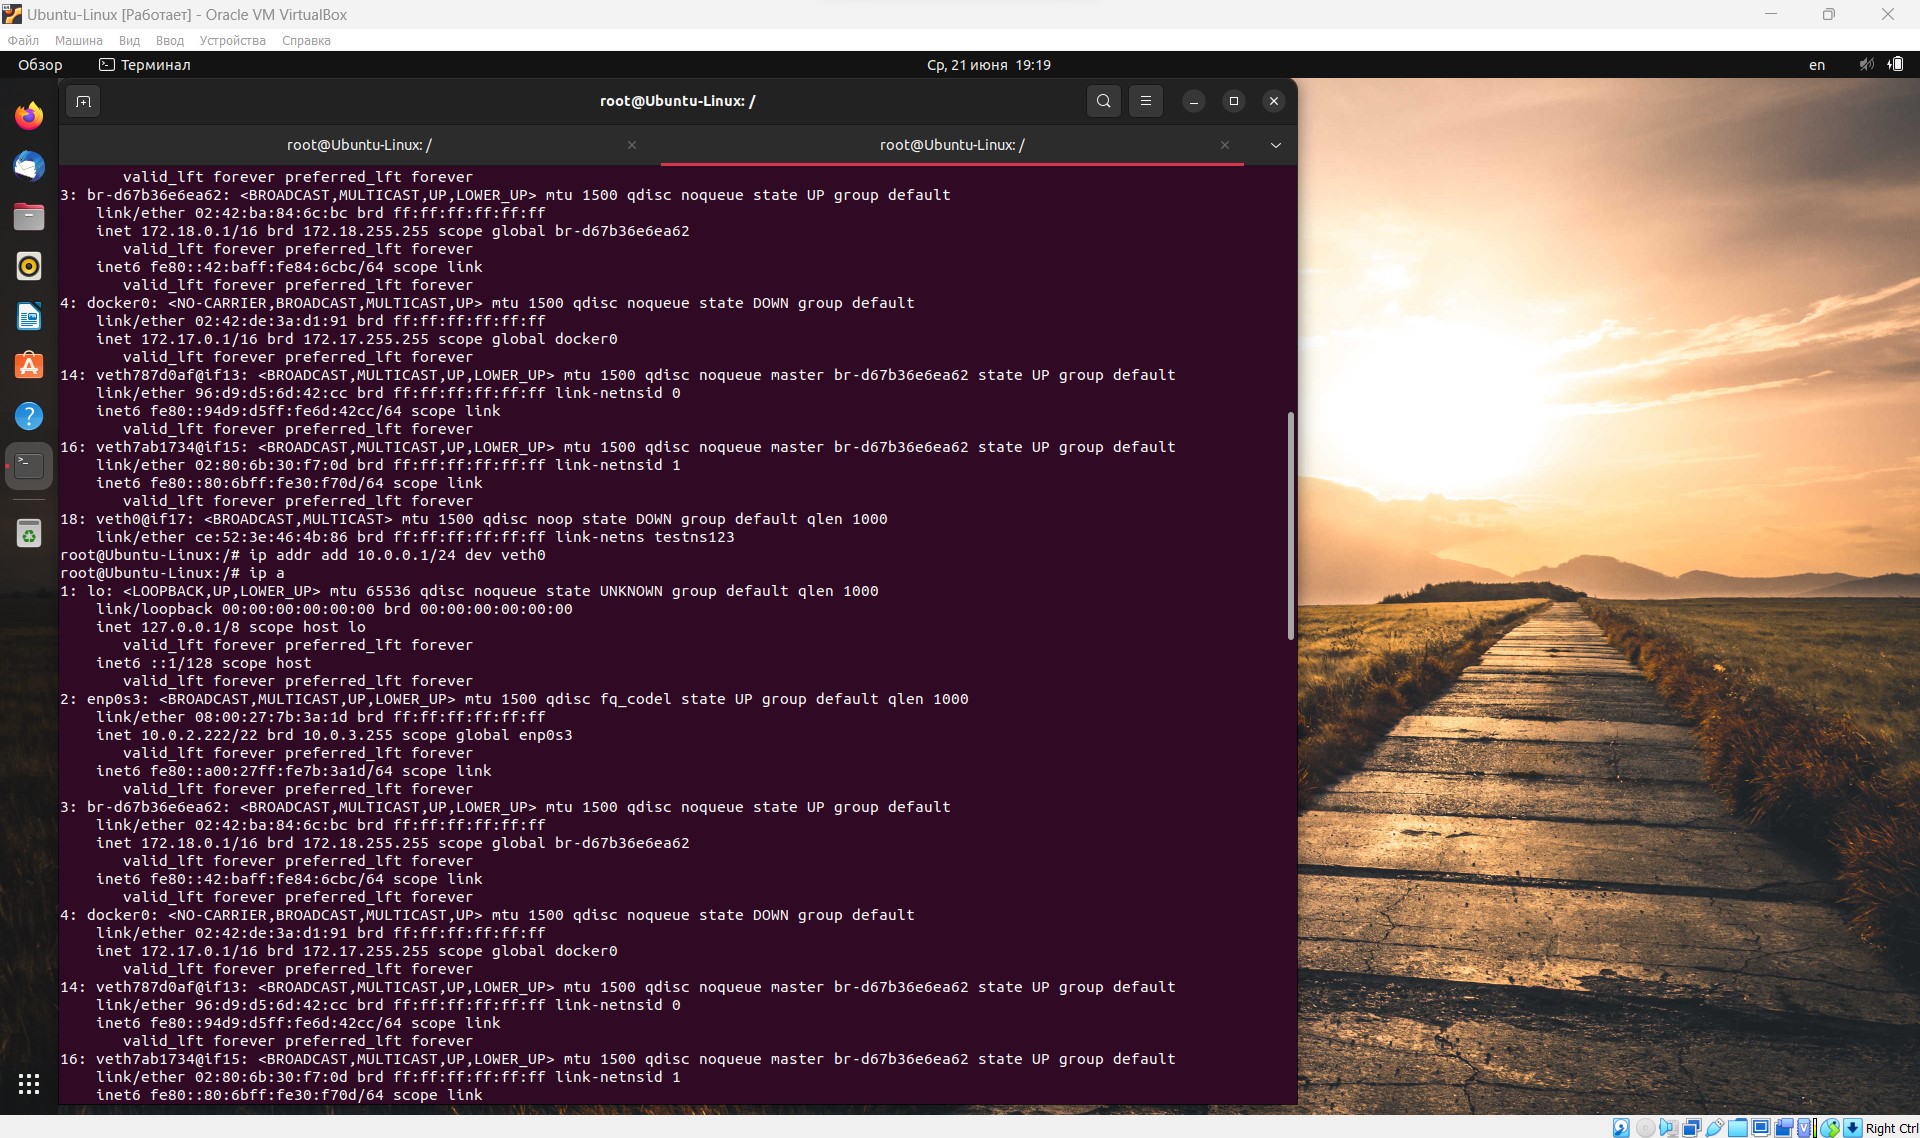 Ubuntu-Linux [Работает] - Oracle VM VirtualBox
Файл Машина Вид Ввод Устройства Справка
Обзор Терминал Ср, 21 июня 19:19 en
root@Ubuntu-Linux: /
root@Ubuntu-Linux: / root@Ubuntu-Linux: /
valid_lft forever preferred_lft forever
3: br-d67b36e6ea62: <BROADCAST,MULTICAST,UP,LOWER_UP> mtu 1500 qdisc noqueue state UP group default
link/ether 02:42:ba:84:6c:bc brd ff:ff:ff:ff:ff:ff
inet 172.18.0.1/16 brd 172.18.255.255 scope global br-d67b36e6ea62
valid_lft forever preferred_lft forever
inet6 fe80::42:baff:fe84:6cbc/64 scope link
valid_lft forever preferred_lft forever
4: docker0: <NO-CARRIER,BROADCAST,MULTICAST,UP> mtu 1500 qdisc noqueue state DOWN group default
link/ether 02:42:de:3a:d1:91 brd ff:ff:ff:ff:ff:ff
inet 172.17.0.1/16 brd 172.17.255.255 scope global docker0
valid_lft forever preferred_lft forever
14: veth787d0af@if13: <BROADCAST,MULTICAST,UP,LOWER_UP> mtu 1500 qdisc noqueue master br-d67b36e6ea62 state UP group default
link/ether 96:d9:d5:6d:42:cc brd ff:ff:ff:ff:ff:ff link-netnsid 0
inet6 fe80::94d9:d5ff:fe6d:42cc/64 scope link
valid_lft forever preferred_lft forever
16: veth7ab1734@if15: <BROADCAST,MULTICAST,UP,LOWER_UP> mtu 1500 qdisc noqueue master br-d67b36e6ea62 state UP group default
link/ether 02:80:6b:30:f7:0d brd ff:ff:ff:ff:ff:ff link-netnsid 1
inet6 fe80::80:6bff:fe30:f70d/64 scope link
valid_lft forever preferred_lft forever
18: veth0@if17: <BROADCAST,MULTICAST> mtu 1500 qdisc noop state DOWN group default qlen 1000
link/ether ce:52:3e:46:4b:86 brd ff:ff:ff:ff:ff:ff link-netns testns123
root@Ubuntu-Linux:/# ip addr add 10.0.0.1/24 dev veth0
root@Ubuntu-Linux:/# ip a
1: lo: <LOOPBACK,UP,LOWER_UP> mtu 65536 qdisc noqueue state UNKNOWN group default qlen 1000
link/loopback 00:00:00:00:00:00 brd 00:00:00:00:00:00
inet 127.0.0.1/8 scope host lo
valid_lft forever preferred_lft forever
inet6 ::1/128 scope host
valid_lft forever preferred_lft forever
2: enp0s3: <BROADCAST,MULTICAST,UP,LOWER_UP> mtu 1500 qdisc fq_codel state UP group default qlen 1000
link/ether 08:00:27:7b:3a:1d brd ff:ff:ff:ff:ff:ff
inet 10.0.2.222/22 brd 10.0.3.255 scope global enp0s3
valid_lft forever preferred_lft forever
inet6 fe80::a00:27ff:fe7b:3a1d/64 scope link
valid_lft forever preferred_lft forever
3: br-d67b36e6ea62: <BROADCAST,MULTICAST,UP,LOWER_UP> mtu 1500 qdisc noqueue state UP group default
link/ether 02:42:ba:84:6c:bc brd ff:ff:ff:ff:ff:ff
inet 172.18.0.1/16 brd 172.18.255.255 scope global br-d67b36e6ea62
valid_lft forever preferred_lft forever
inet6 fe80::42:baff:fe84:6cbc/64 scope link
valid_lft forever preferred_lft forever
4: docker0: <NO-CARRIER,BROADCAST,MULTICAST,UP> mtu 1500 qdisc noqueue state DOWN group default
link/ether 02:42:de:3a:d1:91 brd ff:ff:ff:ff:ff:ff
inet 172.17.0.1/16 brd 172.17.255.255 scope global docker0
valid_lft forever preferred_lft forever
14: veth787d0af@if13: <BROADCAST,MULTICAST,UP,LOWER_UP> mtu 1500 qdisc noqueue master br-d67b36e6ea62 state UP group default
link/ether 96:d9:d5:6d:42:cc brd ff:ff:ff:ff:ff:ff link-netnsid 0
inet6 fe80::94d9:d5ff:fe6d:42cc/64 scope link
valid_lft forever preferred_lft forever
16: veth7ab1734@if15: <BROADCAST,MULTICAST,UP,LOWER_UP> mtu 1500 qdisc noqueue master br-d67b36e6ea62 state UP group default
link/ether 02:80:6b:30:f7:0d brd ff:ff:ff:ff:ff:ff link-netnsid 1
inet6 fe80::80:6bff:fe30:f70d/64 scope link
Right Ctrl